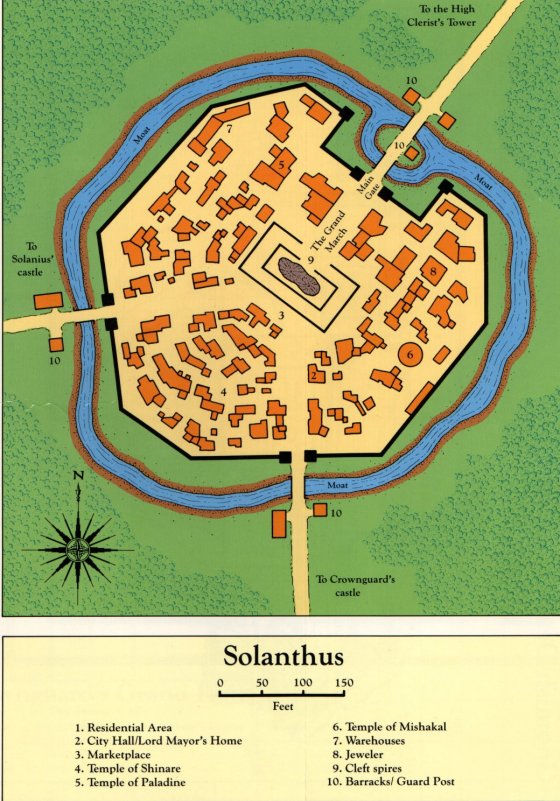 To the High
Clerist's Tower
10
7
10
Moat
5
Main
Gate
Moat
The Grand
March
To
Solanius'
castle
9
8
3
10
6
2
4
N
Moat
10
To Crownguard's
castle
Solanthus
0 50 100 150
Feet
1. Residential Area
2. City Hall/Lord Mayor's Home
3. Marketplace
4. Temple of Shinare
5. Temple of Paladine
6. Temple of Mishakal
7. Warehouses
8. Jeweler
9. Cleft spires
10. Barracks/ Guard Post